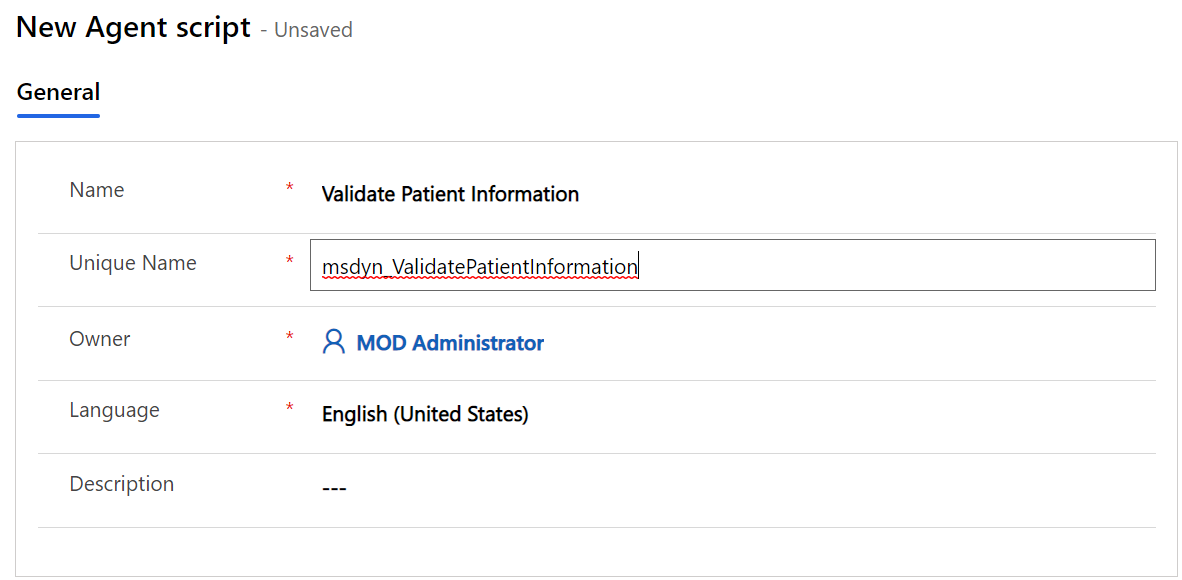 New Agent script - Unsaved
General
Name * Validate Patient Information
Unique Name * msdyn_ValidatePatientInformation
Owner * MOD Administrator
Language * English (United States)
Description ---